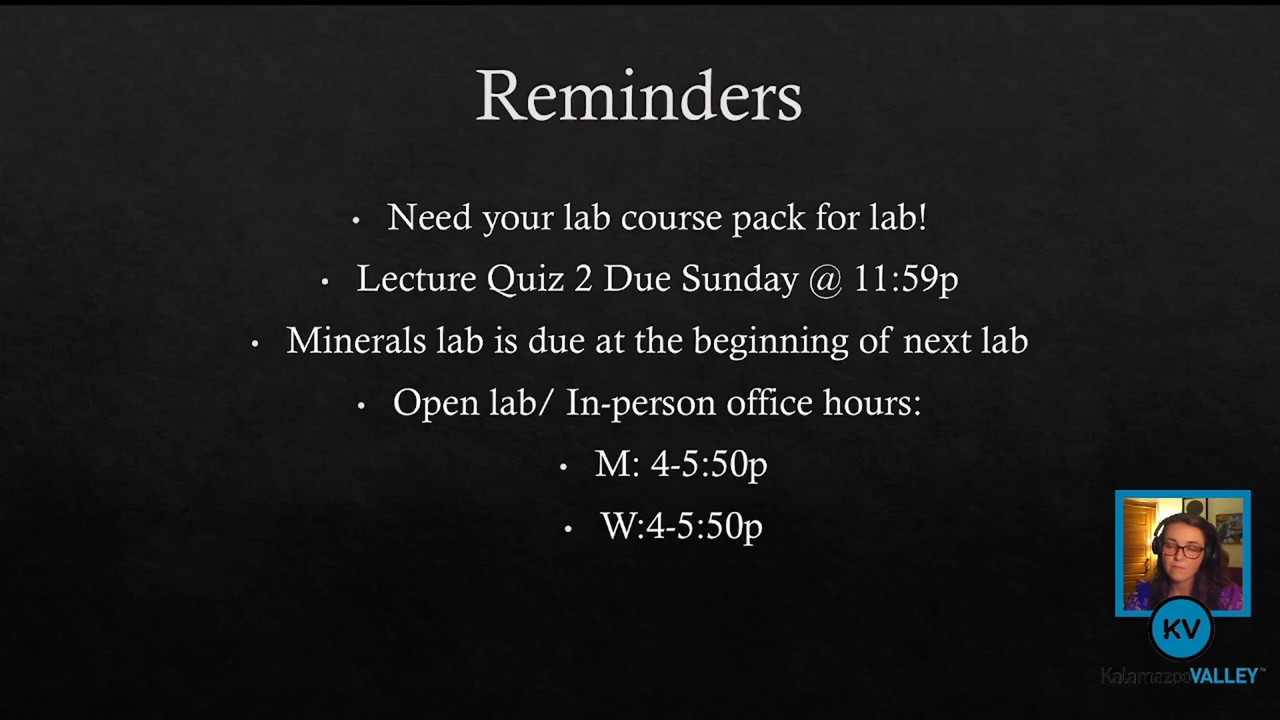 Reminders
• Need your lab course pack for lab!
• Lecture Quiz 2 Due Sunday @ 11:59p
• Minerals lab is due at the beginning of next lab
• Open lab/ In-person office hours:
• M: 4-5:50p
• W:4-5:50p
KV
KalamazooVALLEY™